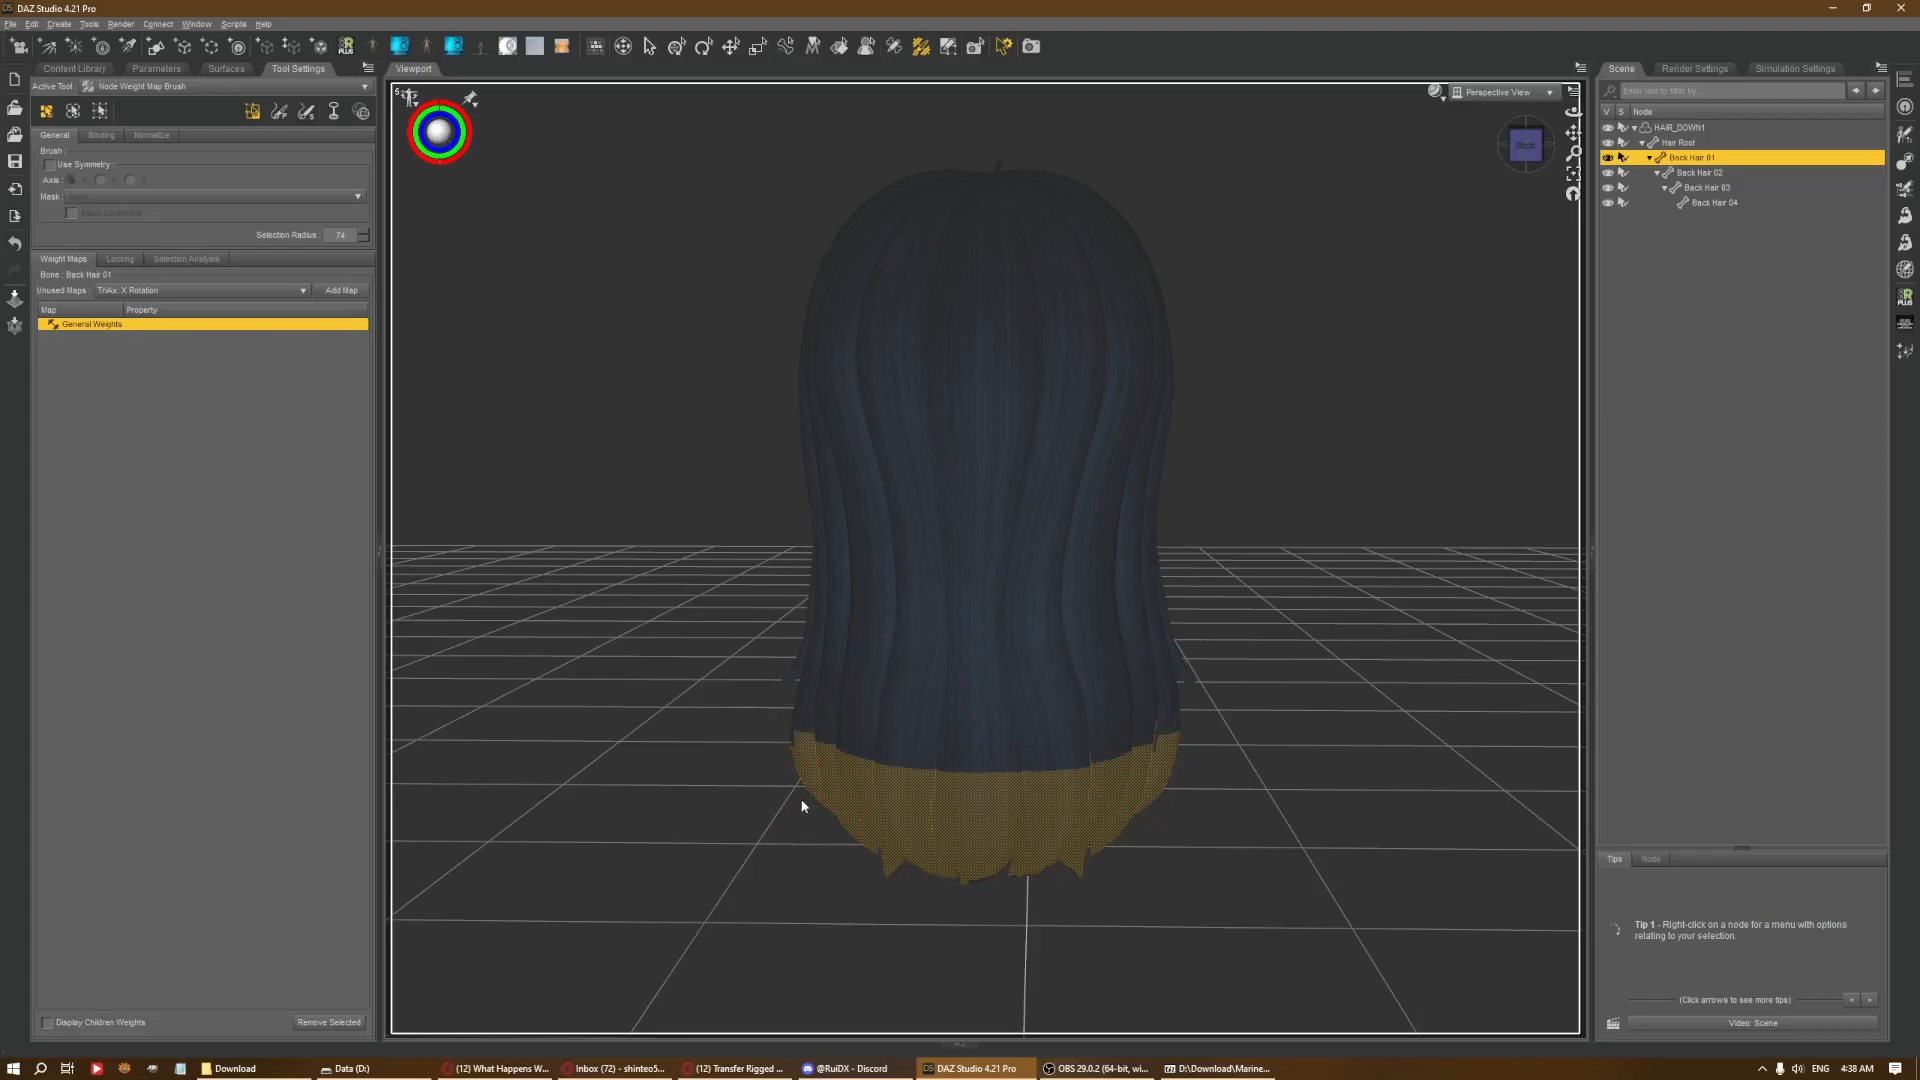 DAZ Studio 4.21 Pro
File Edit Create Tools Render Connect Window Scripts Help
Content Library Parameters Surfaces Tool Settings
Viewport
Scene Render Settings Simulation Settings
Active Tool : Node Weight Map Brush
Perspective View
Enter text to filter by...
V S Node
HAIR_DOWN1
Hair Root
Back Hair 01
Back Hair 02
Back Hair 03
Back Hair 04
General Binding Normalize
Brush :
Use Symmetry :
Axis : X Y Z
Mask :
Selection Radius : 74
Weight Maps Locking Selection Analysis
Bone : Back Hair 01
Unused Maps : TriAx: X Rotation Add Map
Map Property
General Weights
Display Children Weights Remove Selected
Tips Node
Tip 1 - Right-click on a node for a menu with options
relating to your selection.
(Click arrows to see more tips) < >
Video: Scene
Download
Data (D:)
(12) What Happens W...
Inbox (72) - shinteo5...
(12) Transfer Rigged ...
@RuiDX - Discord
DAZ Studio 4.21 Pro
OBS 29.0.2 (64-bit, wi...
D:\Download\Marine...
ENG
4:38 AM